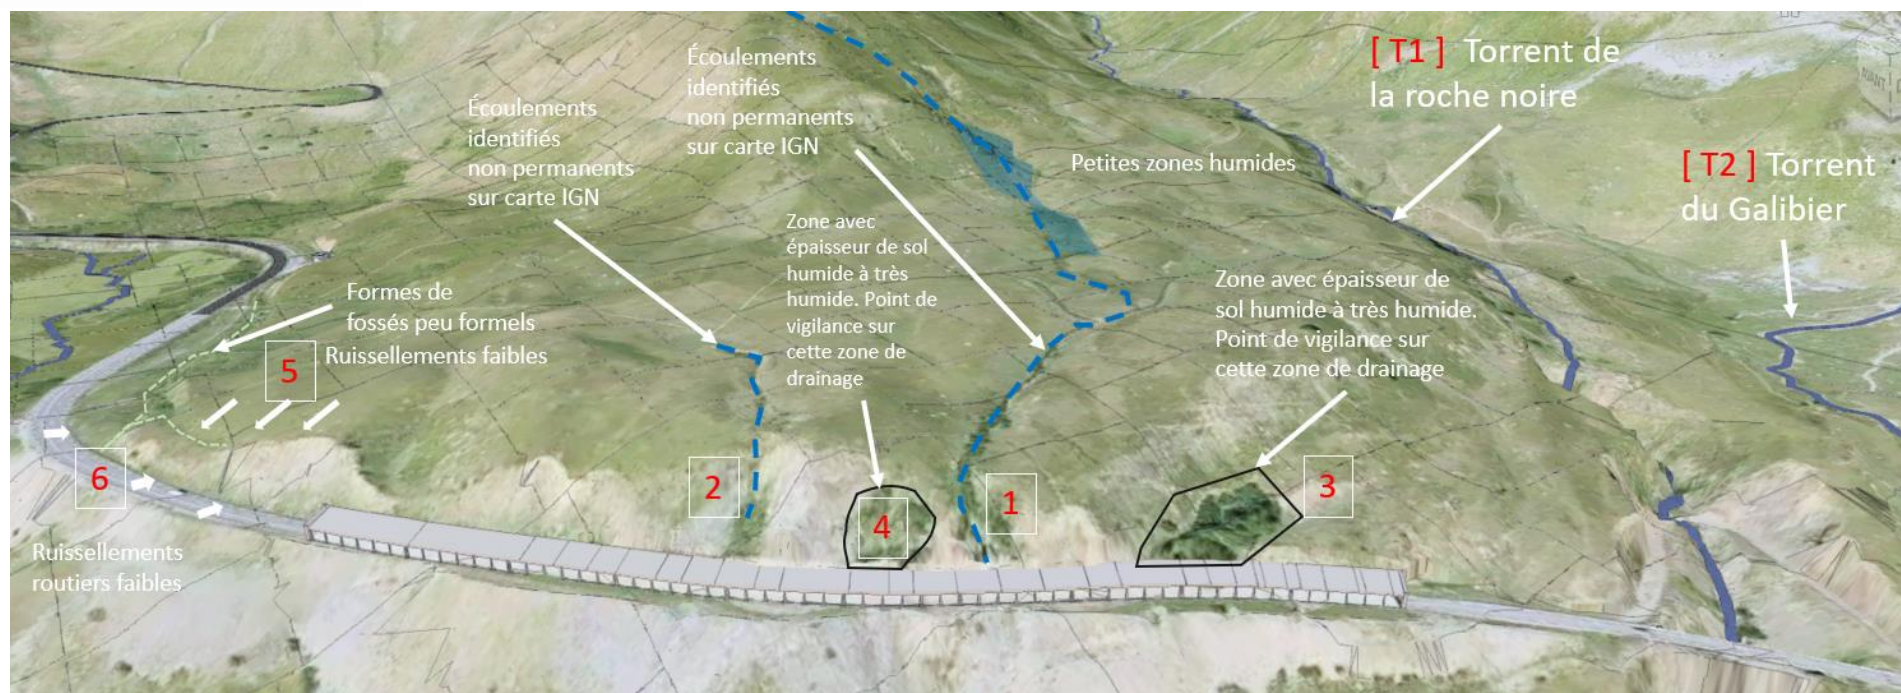 Écoulements
identifiés
non permanents
sur carte IGN
Écoulements
identifiés
non permanents
sur carte IGN
[ T1 ] Torrent de
la roche noire
AVANT
Petites zones humides
[ T2 ] Torrent
du Galibier
Zone avec
épaisseur de sol
humide à très
humide. Point de
vigilance sur
cette zone de
drainage
Zone avec épaisseur de
sol humide à très humide.
Point de vigilance sur
cette zone de drainage
Formes de
fossés peu formels
5
Ruissellements faibles
6
2
4
1
3
Ruissellements
routiers faibles